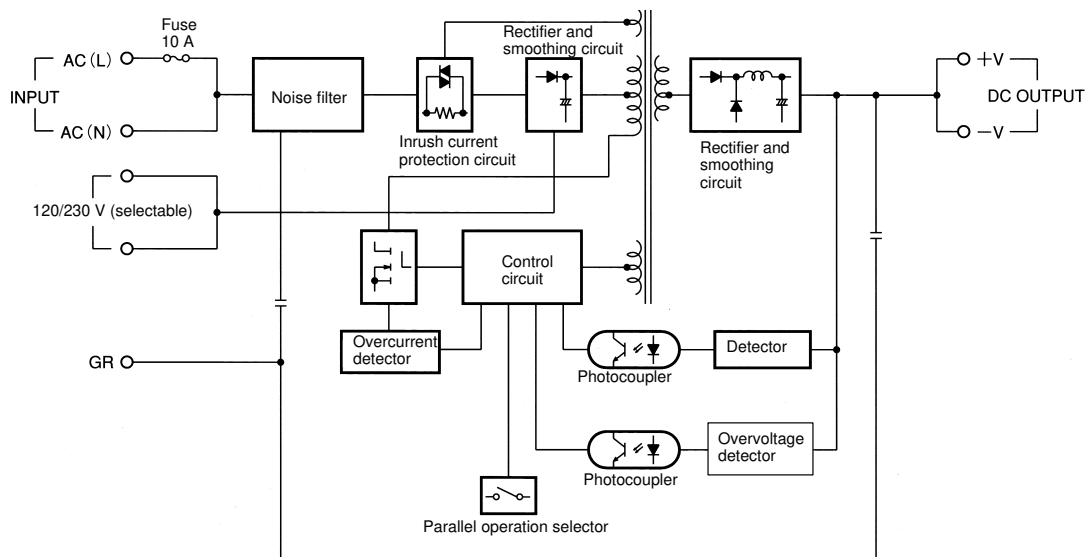 Fuse
10 A
AC (L)
INPUT
AC (N)
120/230 V (selectable)
GR
Noise filter
Inrush current
protection circuit
Rectifier and
smoothing circuit
Rectifier and
smoothing
circuit
+V
DC OUTPUT
−V
Control
circuit
Overcurrent
detector
Photocoupler
Detector
Photocoupler
Overvoltage
detector
Parallel operation selector